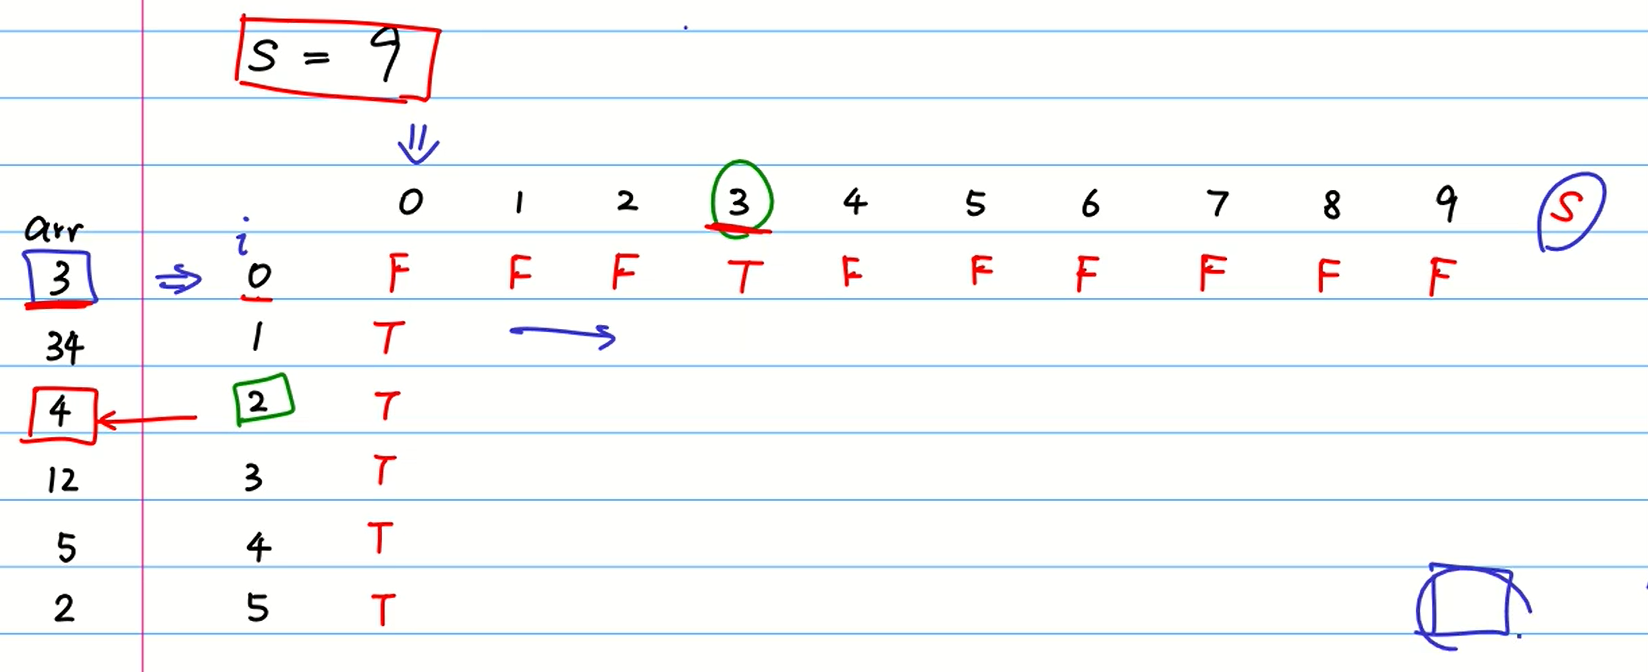 S = 9
0 1 2 3 4 5 6 7 8 9 S
arr i
3 0 F F F T F F F F F F
34 1 T
4 2 T
12 3 T
5 4 T
2 5 T